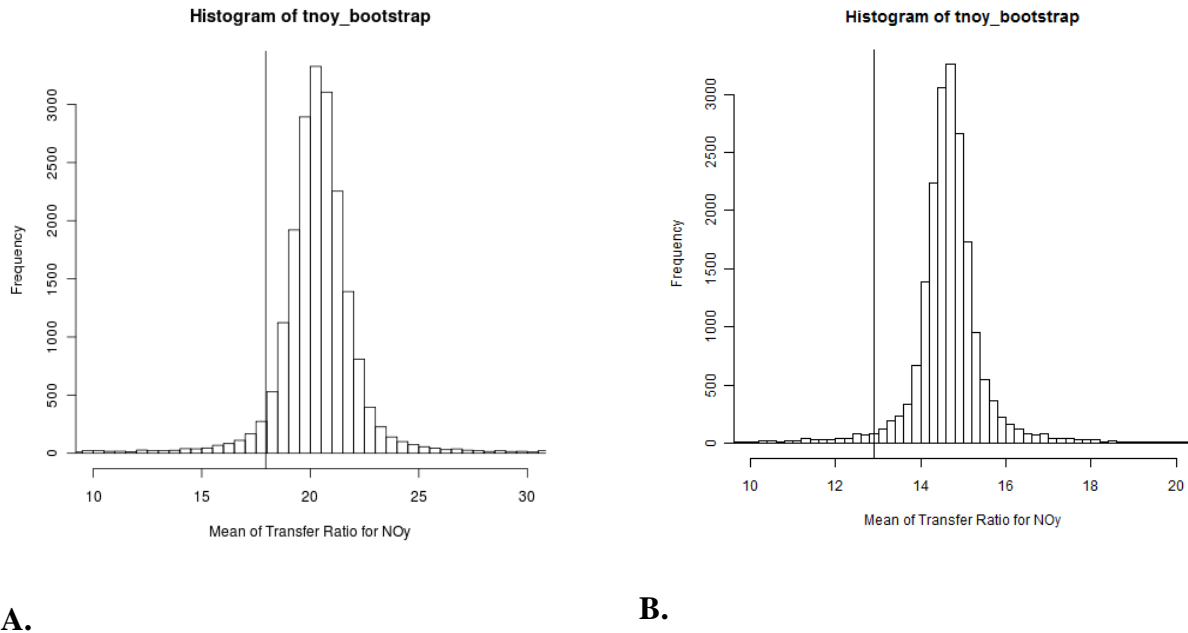 Histogram of tnoy_bootstrap
Frequency
0 500 1000 1500 2000 2500 3000
10 15 20 25 30
Mean of Transfer Ratio for NOy
A.
Histogram of tnoy_bootstrap
Frequency
0 500 1000 1500 2000 2500 3000
10 12 14 16 18 20
Mean of Transfer Ratio for NOy
B.